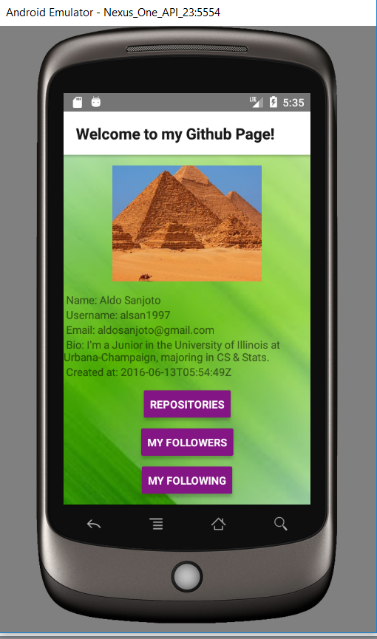 Android Emulator - Nexus_One_API_23:5554
LTE 5:35
Welcome to my Github Page!
Name: Aldo Sanjoto
Username: alsan1997
Email: aldosanjoto@gmail.com
Bio: I'm a Junior in the University of Illinois at
Urbana-Champaign, majoring in CS & Stats.
Created at: 2016-06-13T05:54:49Z
REPOSITORIES
MY FOLLOWERS
MY FOLLOWING